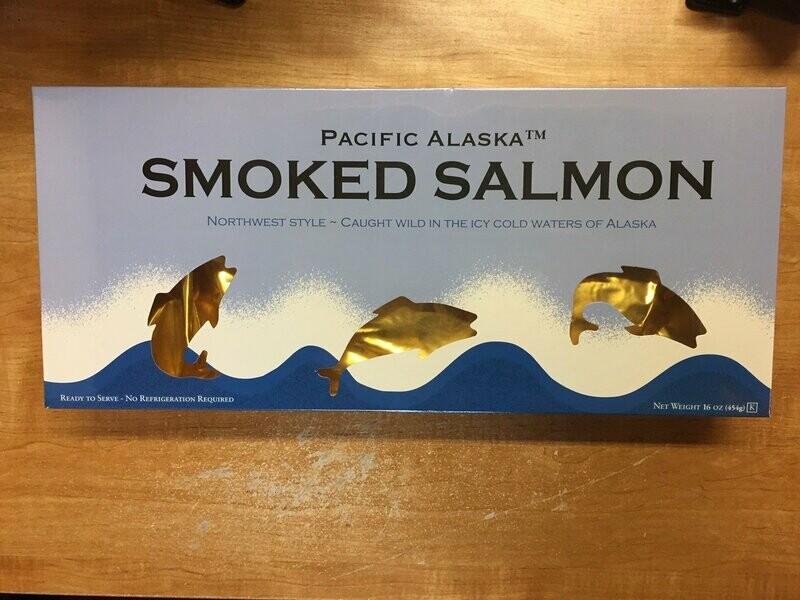 PACIFIC ALASKA™
SMOKED SALMON
NORTHWEST STYLE ~ CAUGHT WILD IN THE ICY COLD WATERS OF ALASKA
READY TO SERVE - NO REFRIGERATION REQUIRED
NET WEIGHT 16 OZ (454g) K